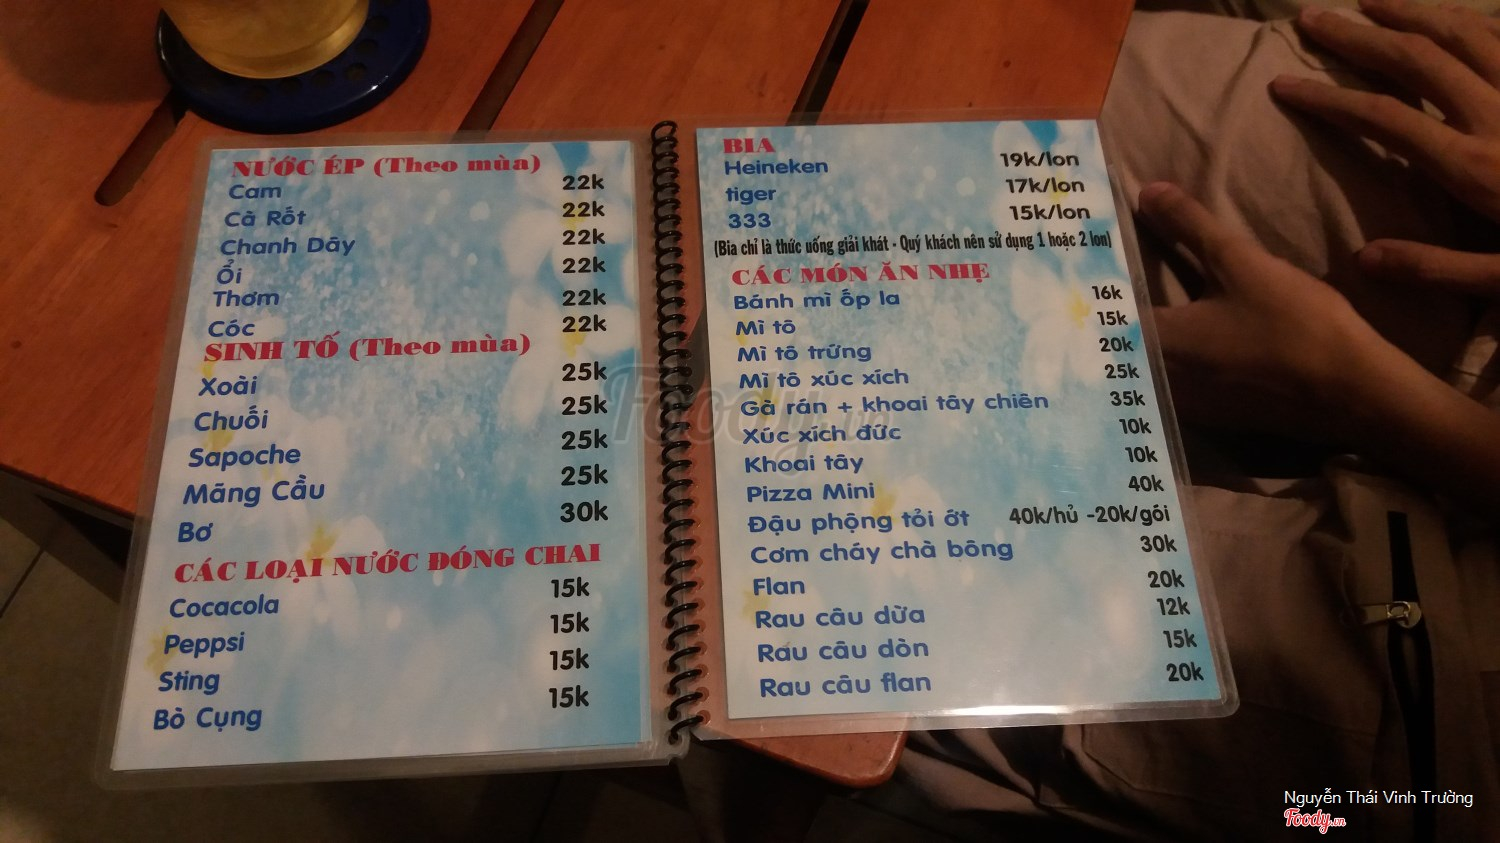 NƯỚC ÉP (Theo mùa)
Cam 22k
Cà Rốt 22k
Chanh Dây 22k
Ổi 22k
Thơm 22k
Cóc 22k
SINH TỐ (Theo mùa)
Xoài 25k
Chuối 25k
Sapoche 25k
Mãng Cầu 25k
Bơ 30k
CÁC LOẠI NƯỚC ĐÓNG CHAI
Cocacola 15k
Peppsi 15k
Sting 15k
Bò Cụng 15k
BIA
Heineken 19k/lon
tiger 17k/lon
333 15k/lon
(Bia chỉ là thức uống giải khát - Quý khách nên sử dụng 1 hoặc 2 lon)
CÁC MÓN ĂN NHẸ
Bánh mì ốp la 16k
Mì tô 15k
Mì tô trứng 20k
Mì tô xúc xích 25k
Gà rán + khoai tây chiên 35k
Xúc xích đức 10k
Khoai tây 10k
Pizza Mini 40k
Đậu phộng tỏi ớt 40k/hủ -20k/gói
Cơm cháy chà bông 30k
Flan 20k
Rau câu dừa 12k
Rau câu dòn 15k
Rau câu flan 20k
Foody.vn
Nguyễn Thái Vinh Trường
Foody.vn